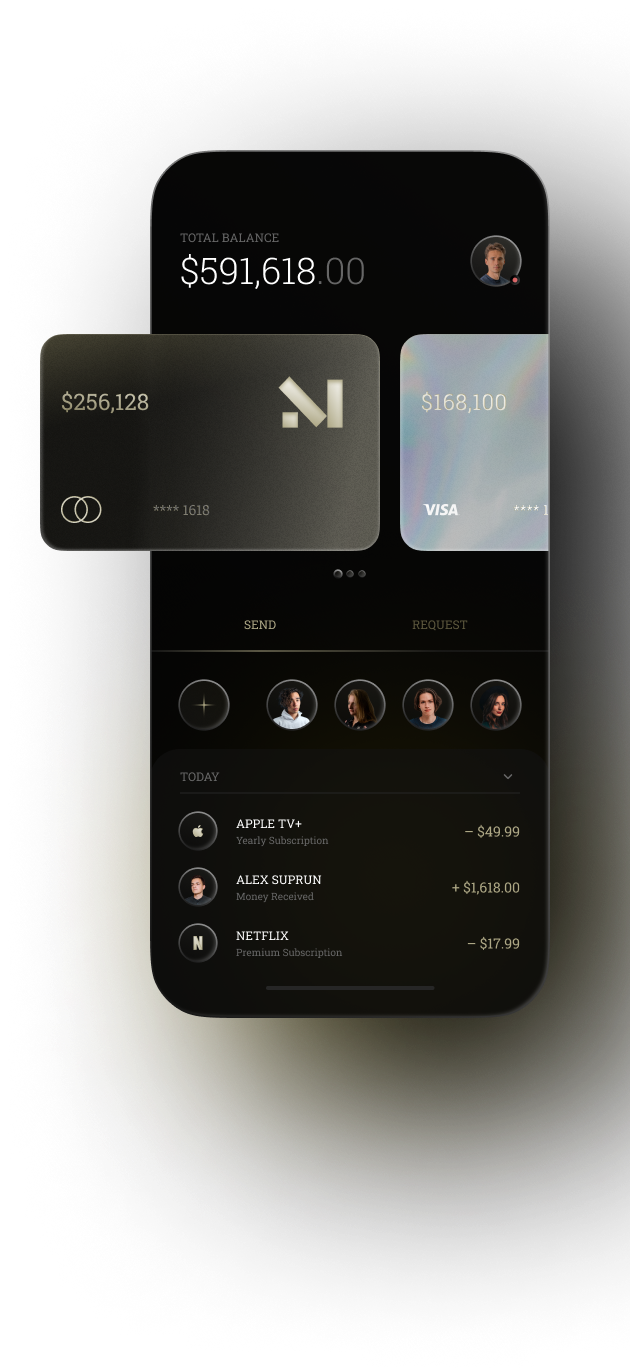 TOTAL BALANCE
$591,618.00
$256,128
$168,100
**** 1618
VISA
**** 1
SEND
REQUEST
TODAY
APPLE TV+
– $49.99
Yearly Subscription
ALEX SUPRUN
+ $1,618.00
Money Received
N
NETFLIX
– $17.99
Premium Subscription